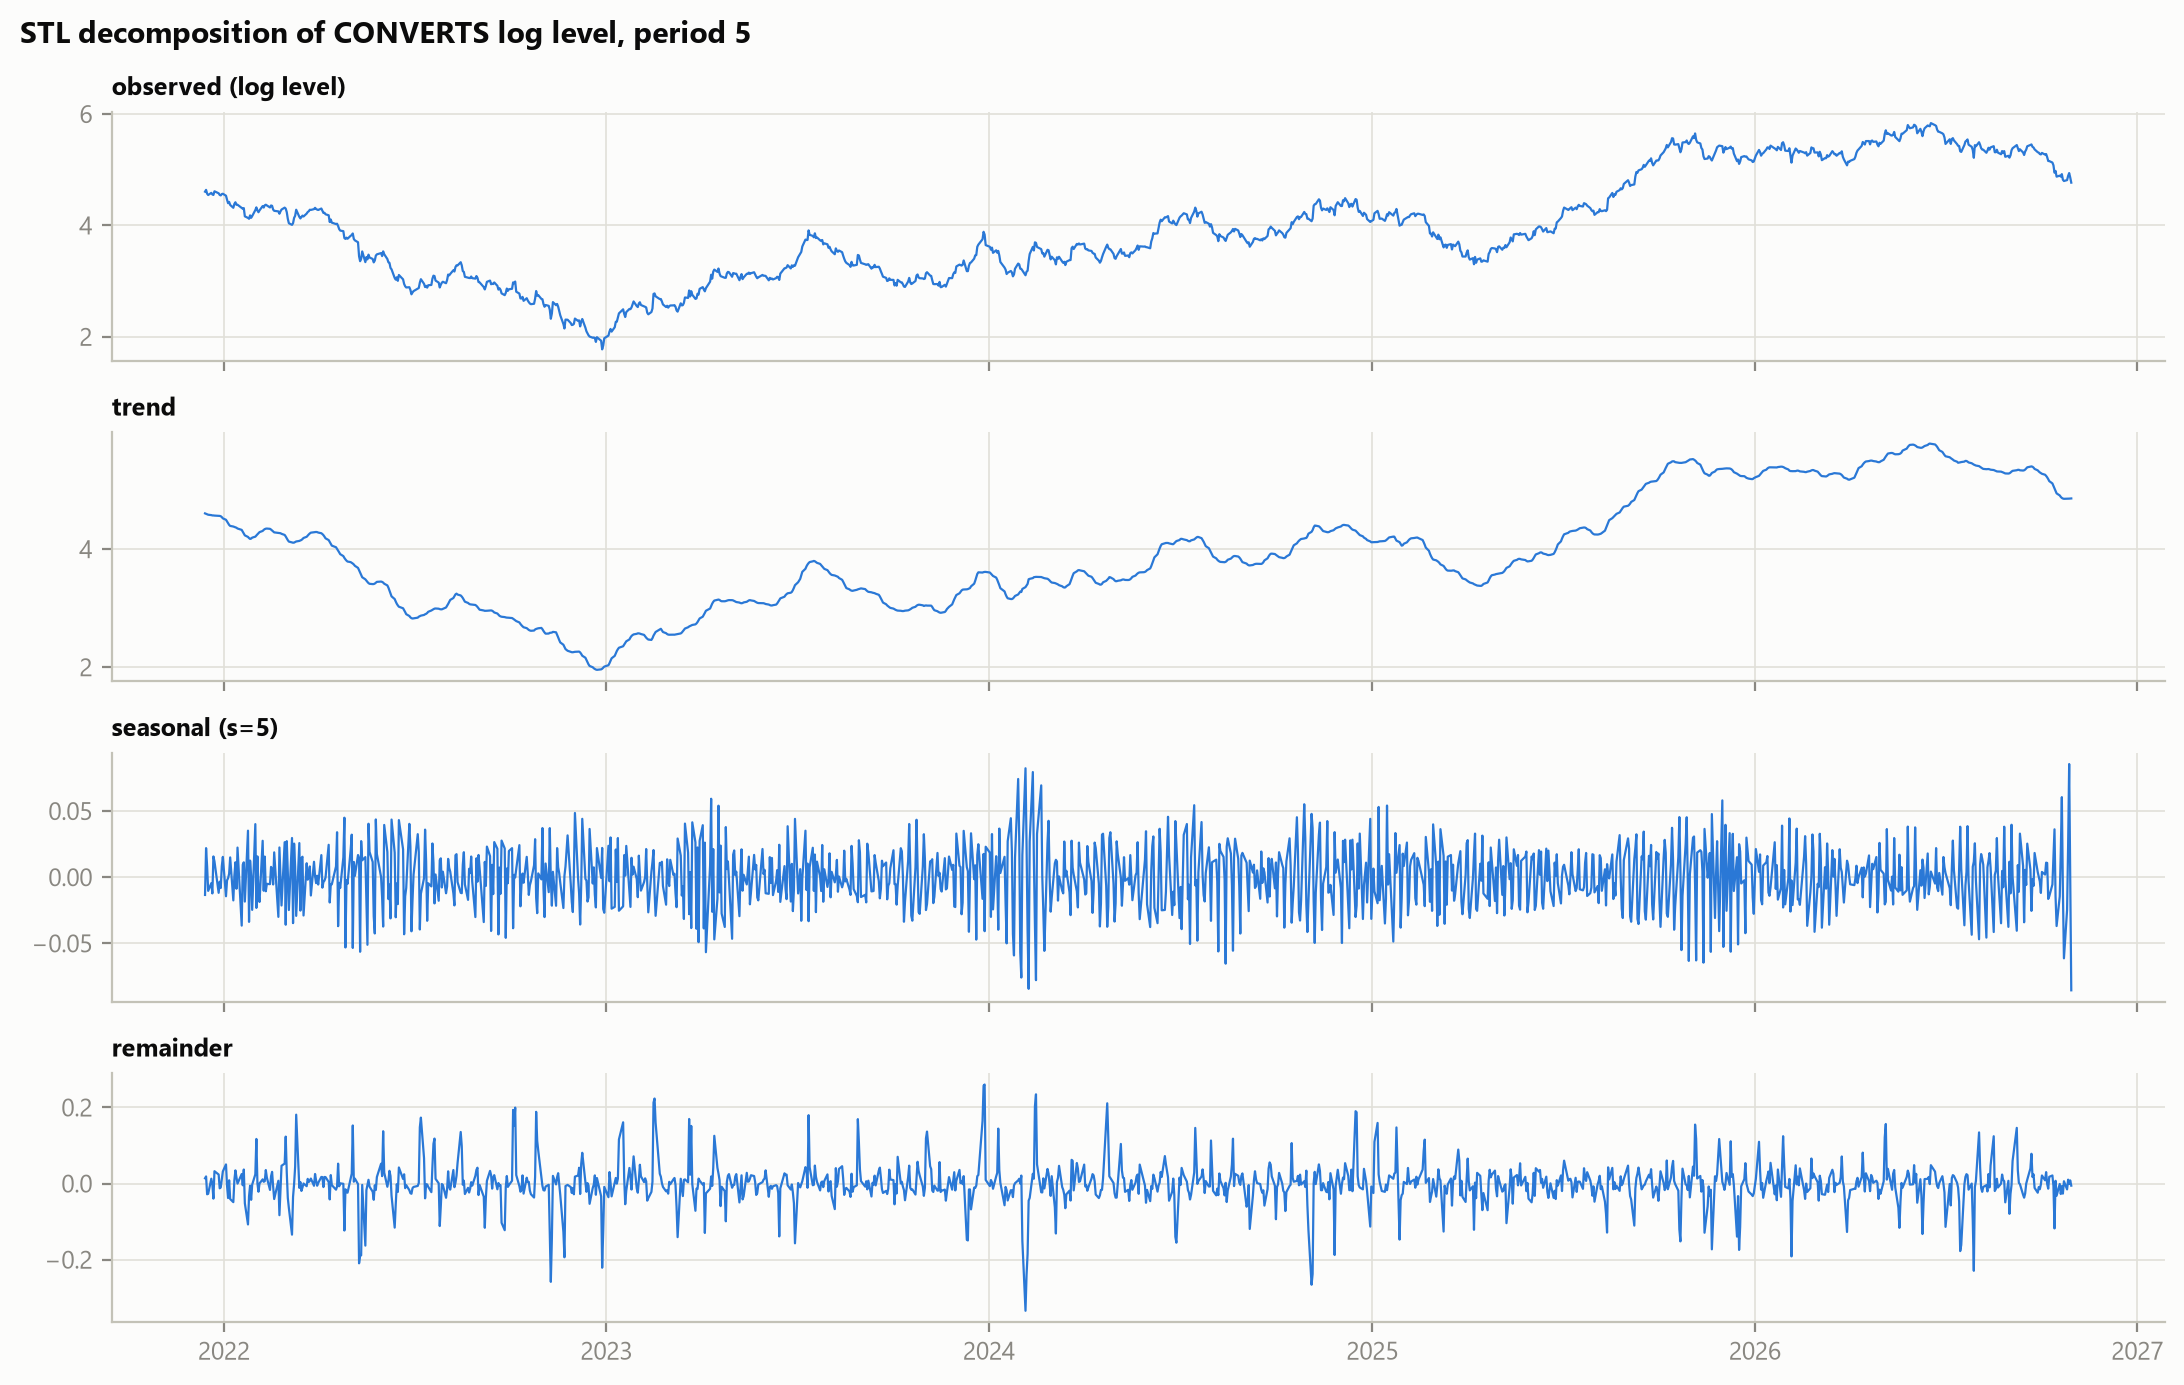 STL decomposition of CONVERTS log level, period 5
observed (log level)
6
4
2
trend
4
2
seasonal (s=5)
0.05
0.00
−0.05
remainder
0.2
0.0
−0.2
2022 2023 2024 2025 2026 2027